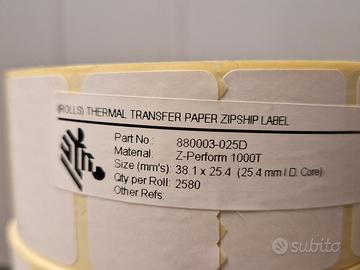 (ROLLS) THERMAL TRANSFER PAPER ZIPSHIP LABEL
Part No.: 880003-025D
Material: Z-Perform 1000T
Size (mm's): 38.1 x 25.4 (25.4 mm I.D. Core)
Qty per Roll: 2580
Other Refs:
subito